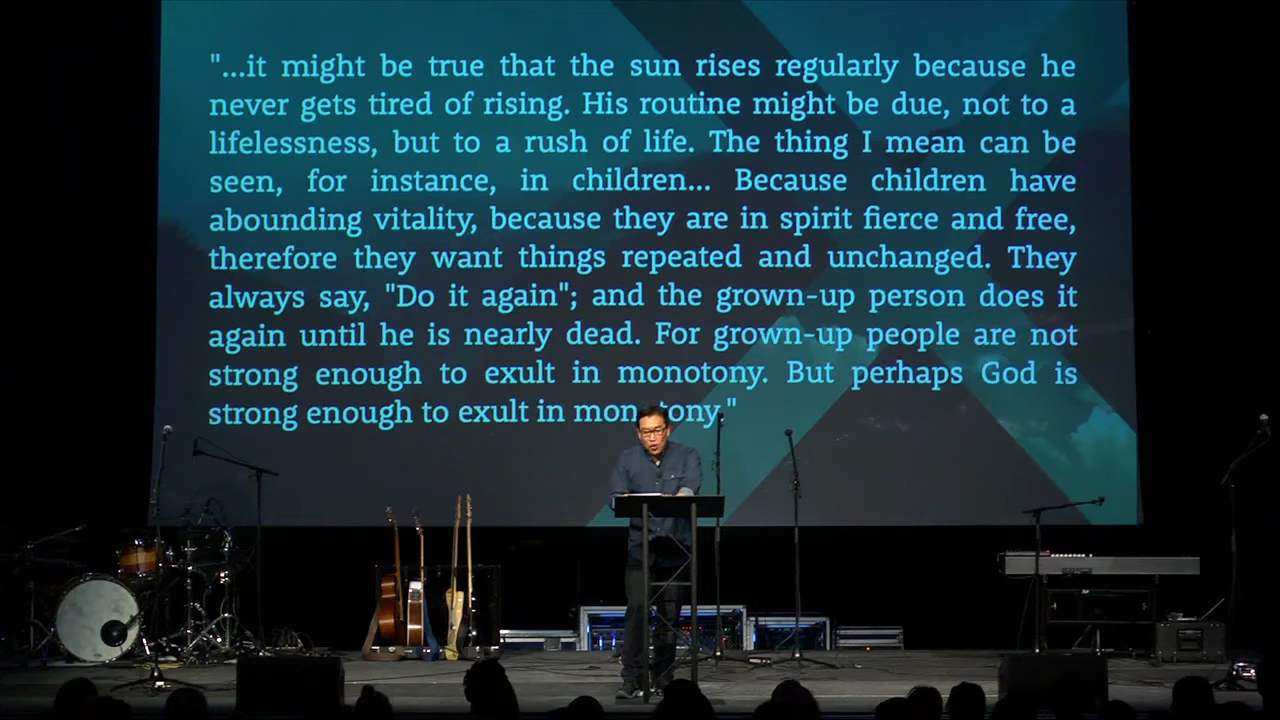 "...it might be true that the sun rises regularly because he
never gets tired of rising. His routine might be due, not to a
lifelessness, but to a rush of life. The thing I mean can be
seen, for instance, in children... Because children have
abounding vitality, because they are in spirit fierce and free,
therefore they want things repeated and unchanged. They
always say, "Do it again"; and the grown-up person does it
again until he is nearly dead. For grown-up people are not
strong enough to exult in monotony. But perhaps God is
strong enough to exult in monotony."